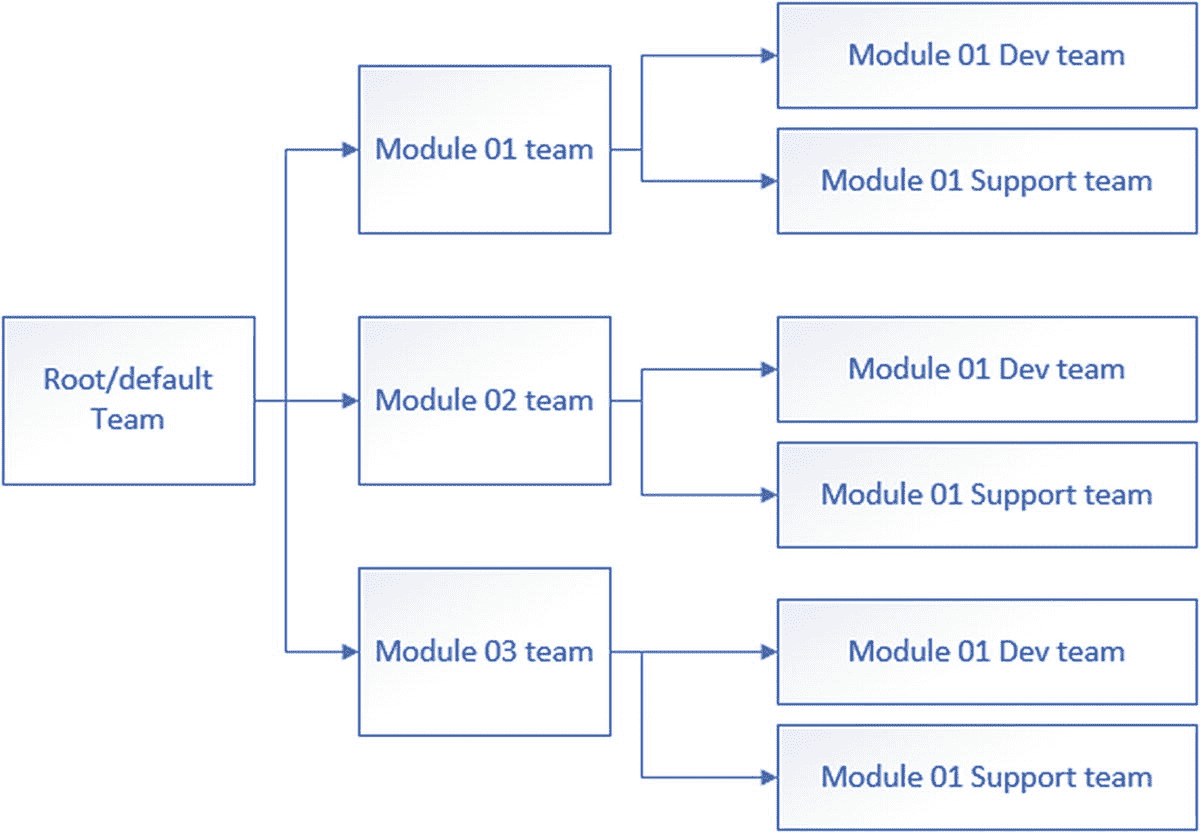 Root/default
Team
Module 01 team
Module 01 Dev team
Module 01 Support team
Module 02 team
Module 01 Dev team
Module 01 Support team
Module 03 team
Module 01 Dev team
Module 01 Support team